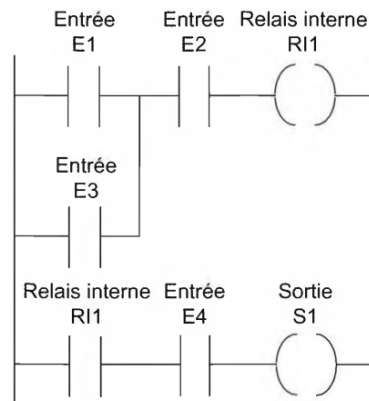 Entrée
E1
Entrée
E2
Relais interne
RI1
Entrée
E3
Relais interne
RI1
Entrée
E4
Sortie
S1